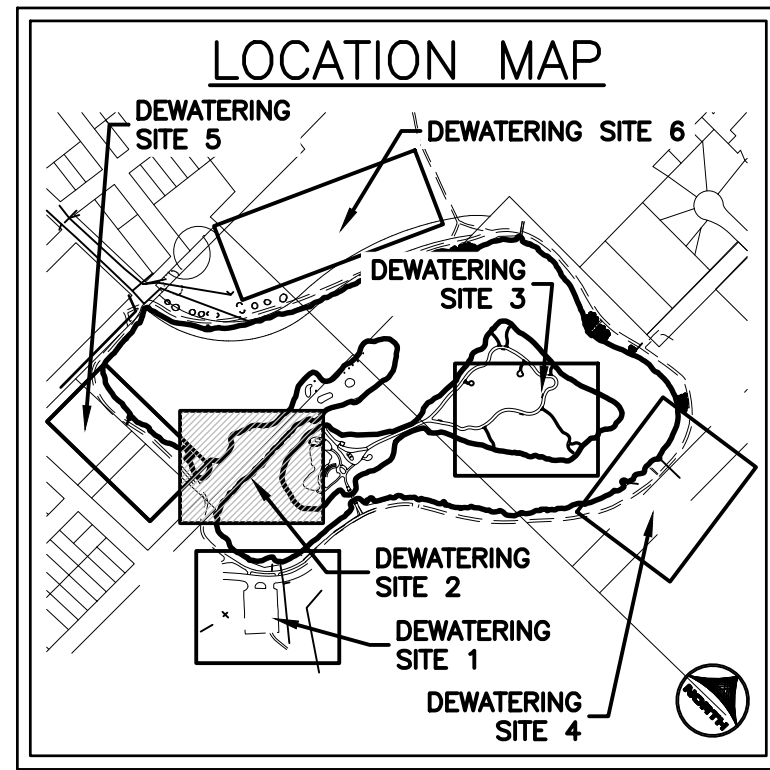 LOCATION MAP
DEWATERING
SITE 5
DEWATERING SITE 6
DEWATERING
SITE 3
DEWATERING
SITE 2
DEWATERING
SITE 1
DEWATERING
SITE 4
NORTH